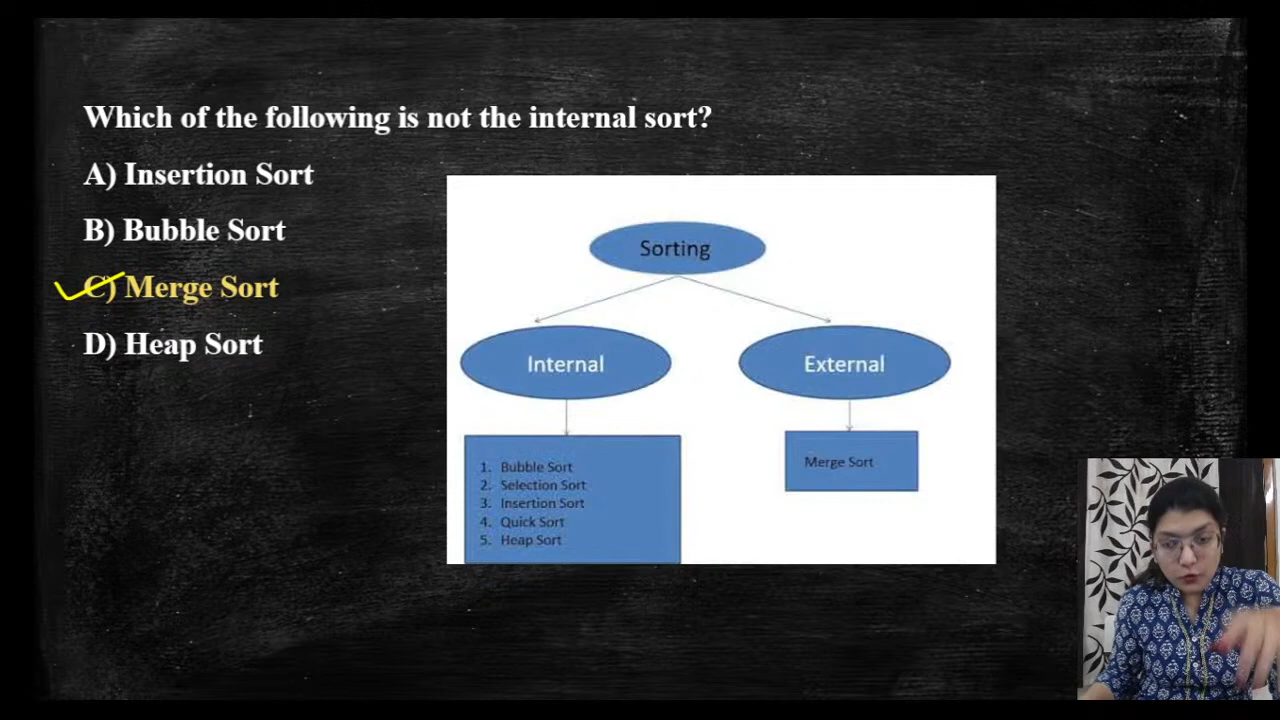 Which of the following is not the internal sort?
A) Insertion Sort
B) Bubble Sort
C) Merge Sort
D) Heap Sort
Sorting
Internal
External
1. Bubble Sort
2. Selection Sort
3. Insertion Sort
4. Quick Sort
5. Heap Sort
Merge Sort